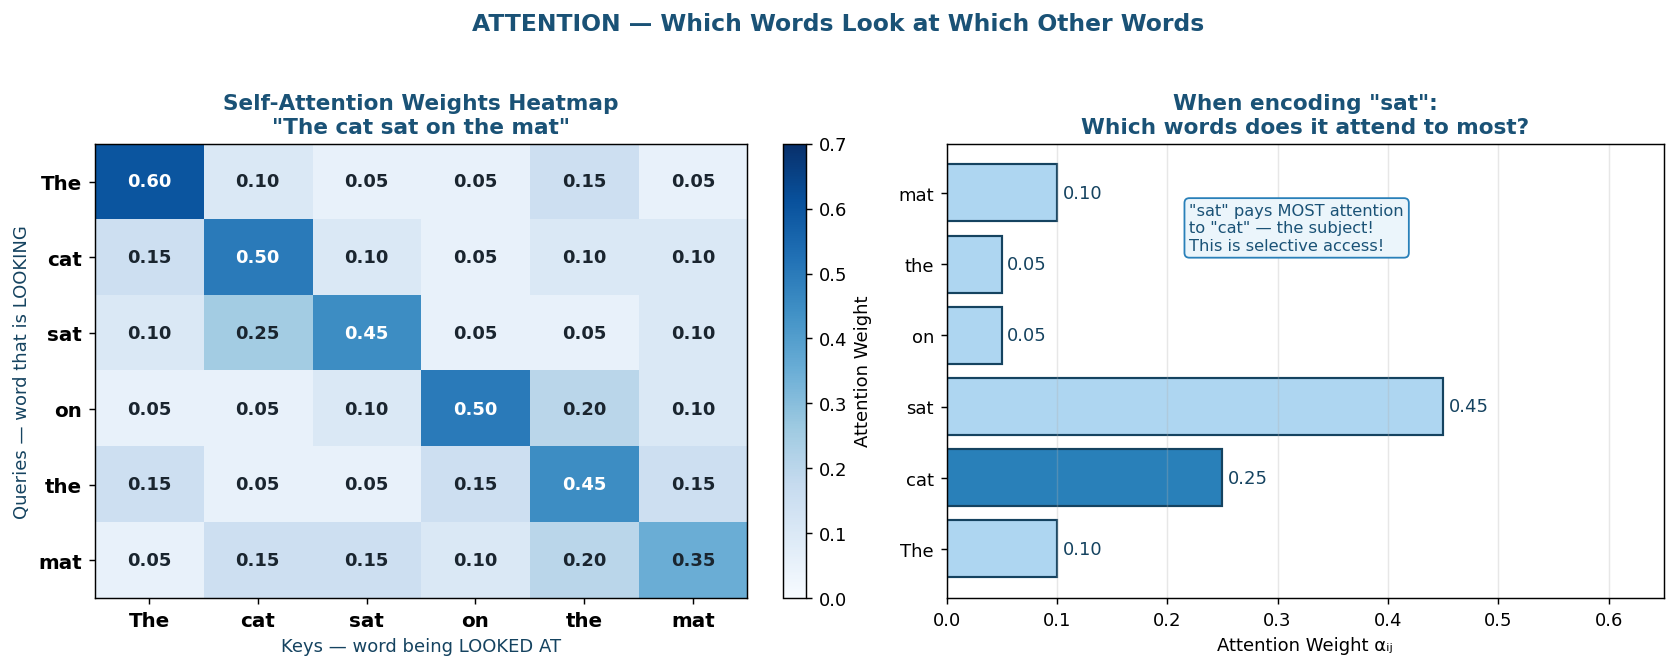 ATTENTION — Which Words Look at Which Other Words
Self-Attention Weights Heatmap
"The cat sat on the mat"
Queries — word that is LOOKING
The 0.60 0.10 0.05 0.05 0.15 0.05
cat 0.15 0.50 0.10 0.05 0.10 0.10
sat 0.10 0.25 0.45 0.05 0.05 0.10
on 0.05 0.05 0.10 0.50 0.20 0.10
the 0.15 0.05 0.05 0.15 0.45 0.15
mat 0.05 0.15 0.15 0.10 0.20 0.35
The cat sat on the mat
Keys — word being LOOKED AT
0.7
0.6
0.5
0.4
0.3
0.2
0.1
0.0
Attention Weight
When encoding "sat":
Which words does it attend to most?
mat 0.10
the 0.05
on 0.05
sat 0.45
cat 0.25
The 0.10
"sat" pays MOST attention
to "cat" — the subject!
This is selective access!
0.0 0.1 0.2 0.3 0.4 0.5 0.6
Attention Weight αᵢⱼ